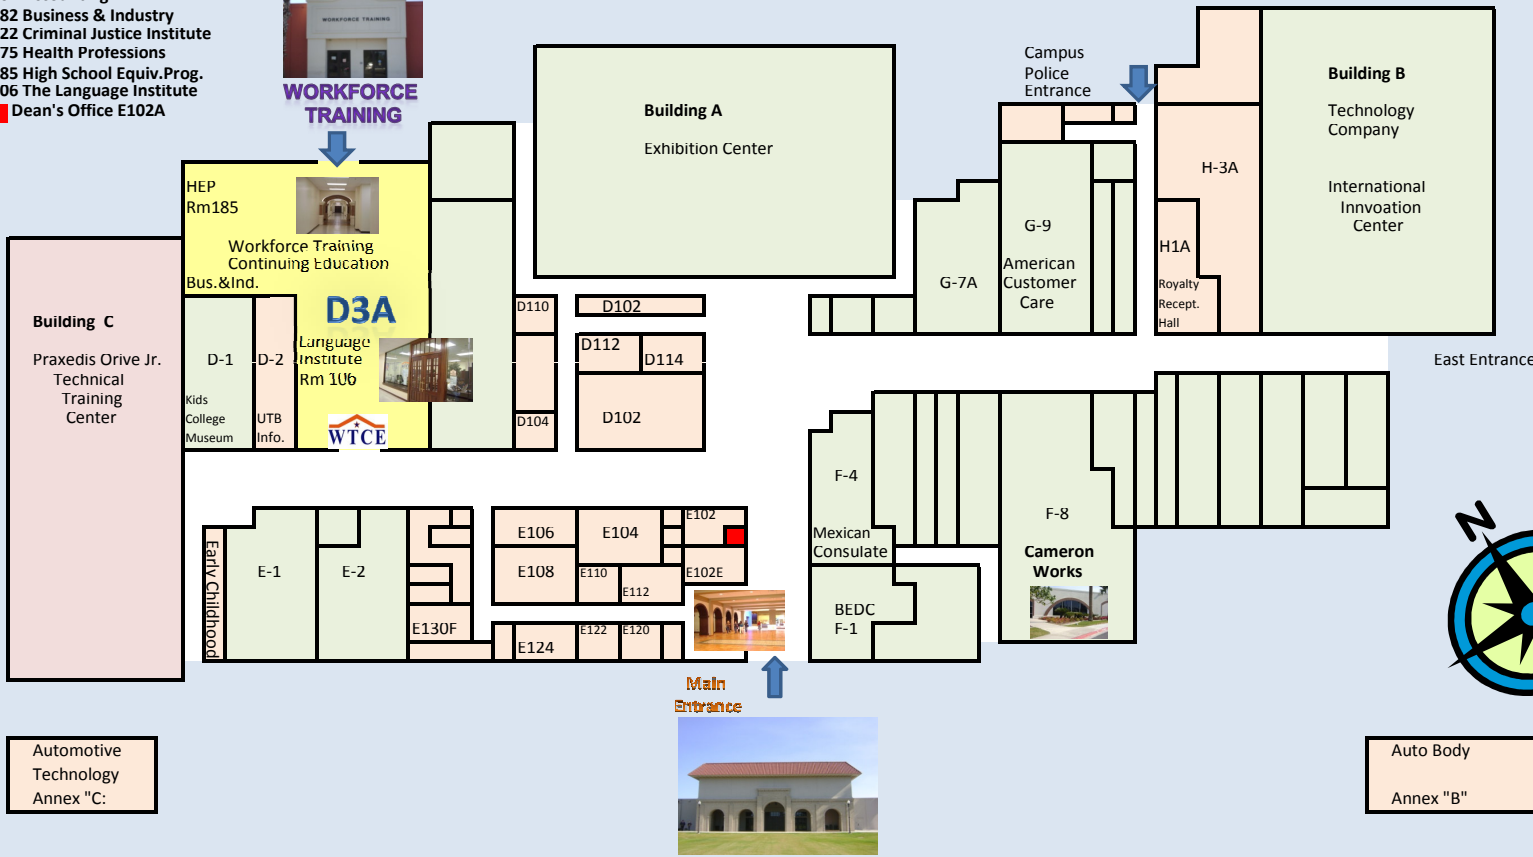 82 Business & Industry
22 Criminal Justice Institute
75 Health Professions
85 High School Equiv.Prog.
06 The Language Institute
Dean's Office E102A
WORKFORCE TRAINING
WORKFORCE
TRAINING
Building A
Exhibition Center
Campus
Police
Entrance
Building B
Technology
Company
International
Innvoation
Center
H-3A
H1A
Royalty
Recept.
Hall
G-9
American
Customer
Care
G-7A
HEP
Rm185
Workforce Training
Continuing Education
Bus.&Ind.
D3A
Language
Institute
Rm 106
WTCE
D-1
Kids
College
Museum
D-2
UTB
Info.
Building C
Praxedis Orive Jr.
Technical
Training
Center
D110
D104
D102
D112
D114
D102
East Entrance
F-4
Mexican
Consulate
BEDC
F-1
F-8
Cameron
Works
N
Early Childhood
E-1
E-2
E130F
E106
E104
E102
E108
E110
E112
E102E
E124
E122
E120
Main
Entrance
Automotive
Technology
Annex "C:
Auto Body
Annex "B"